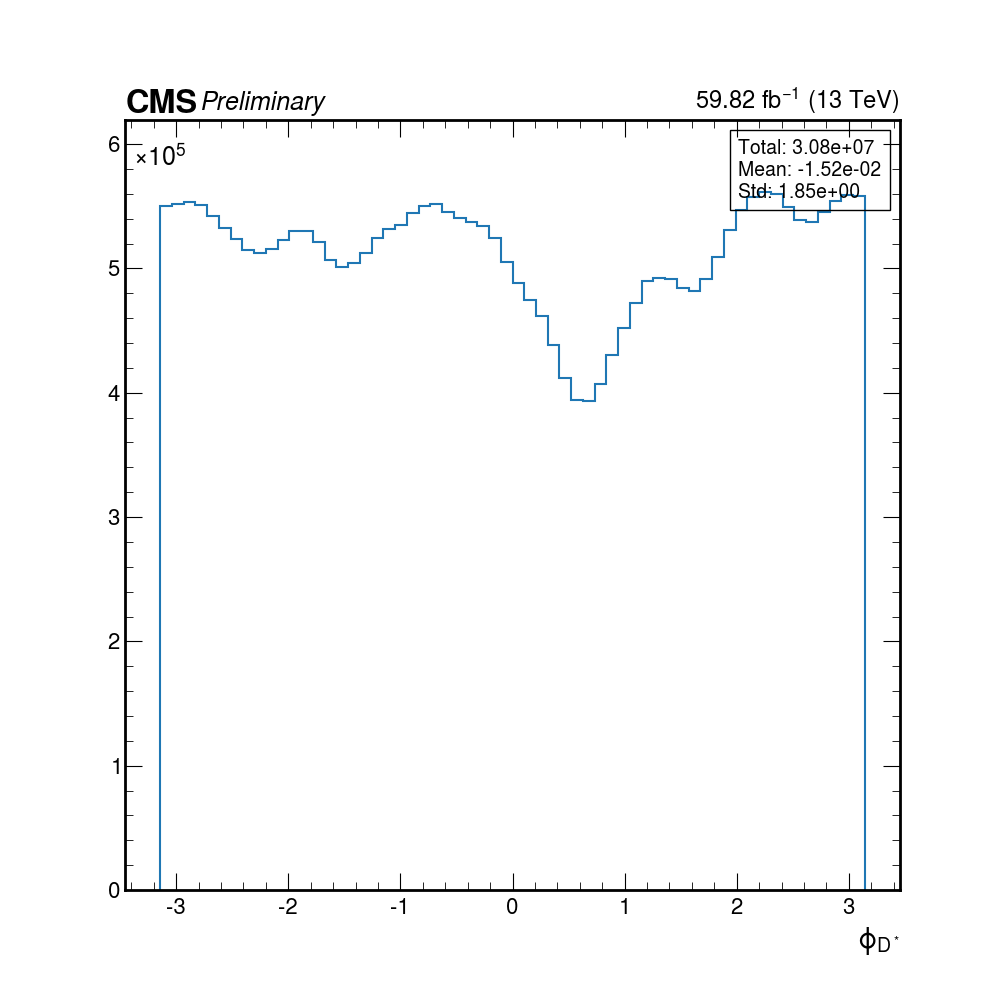 CMS Preliminary 59.82 fb⁻¹ (13 TeV)
×10⁵
Total: 3.08e+07
Mean: -1.52e-02
Std: 1.85e+00
6
5
4
3
2
1
0
-3 -2 -1 0 1 2 3
ϕ_D*